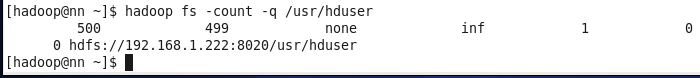 [hadoop@nn ~]$ hadoop fs -count -q /usr/hduser
500 499 none inf 1 0
0 hdfs://192.168.1.222:8020/usr/hduser
[hadoop@nn ~]$